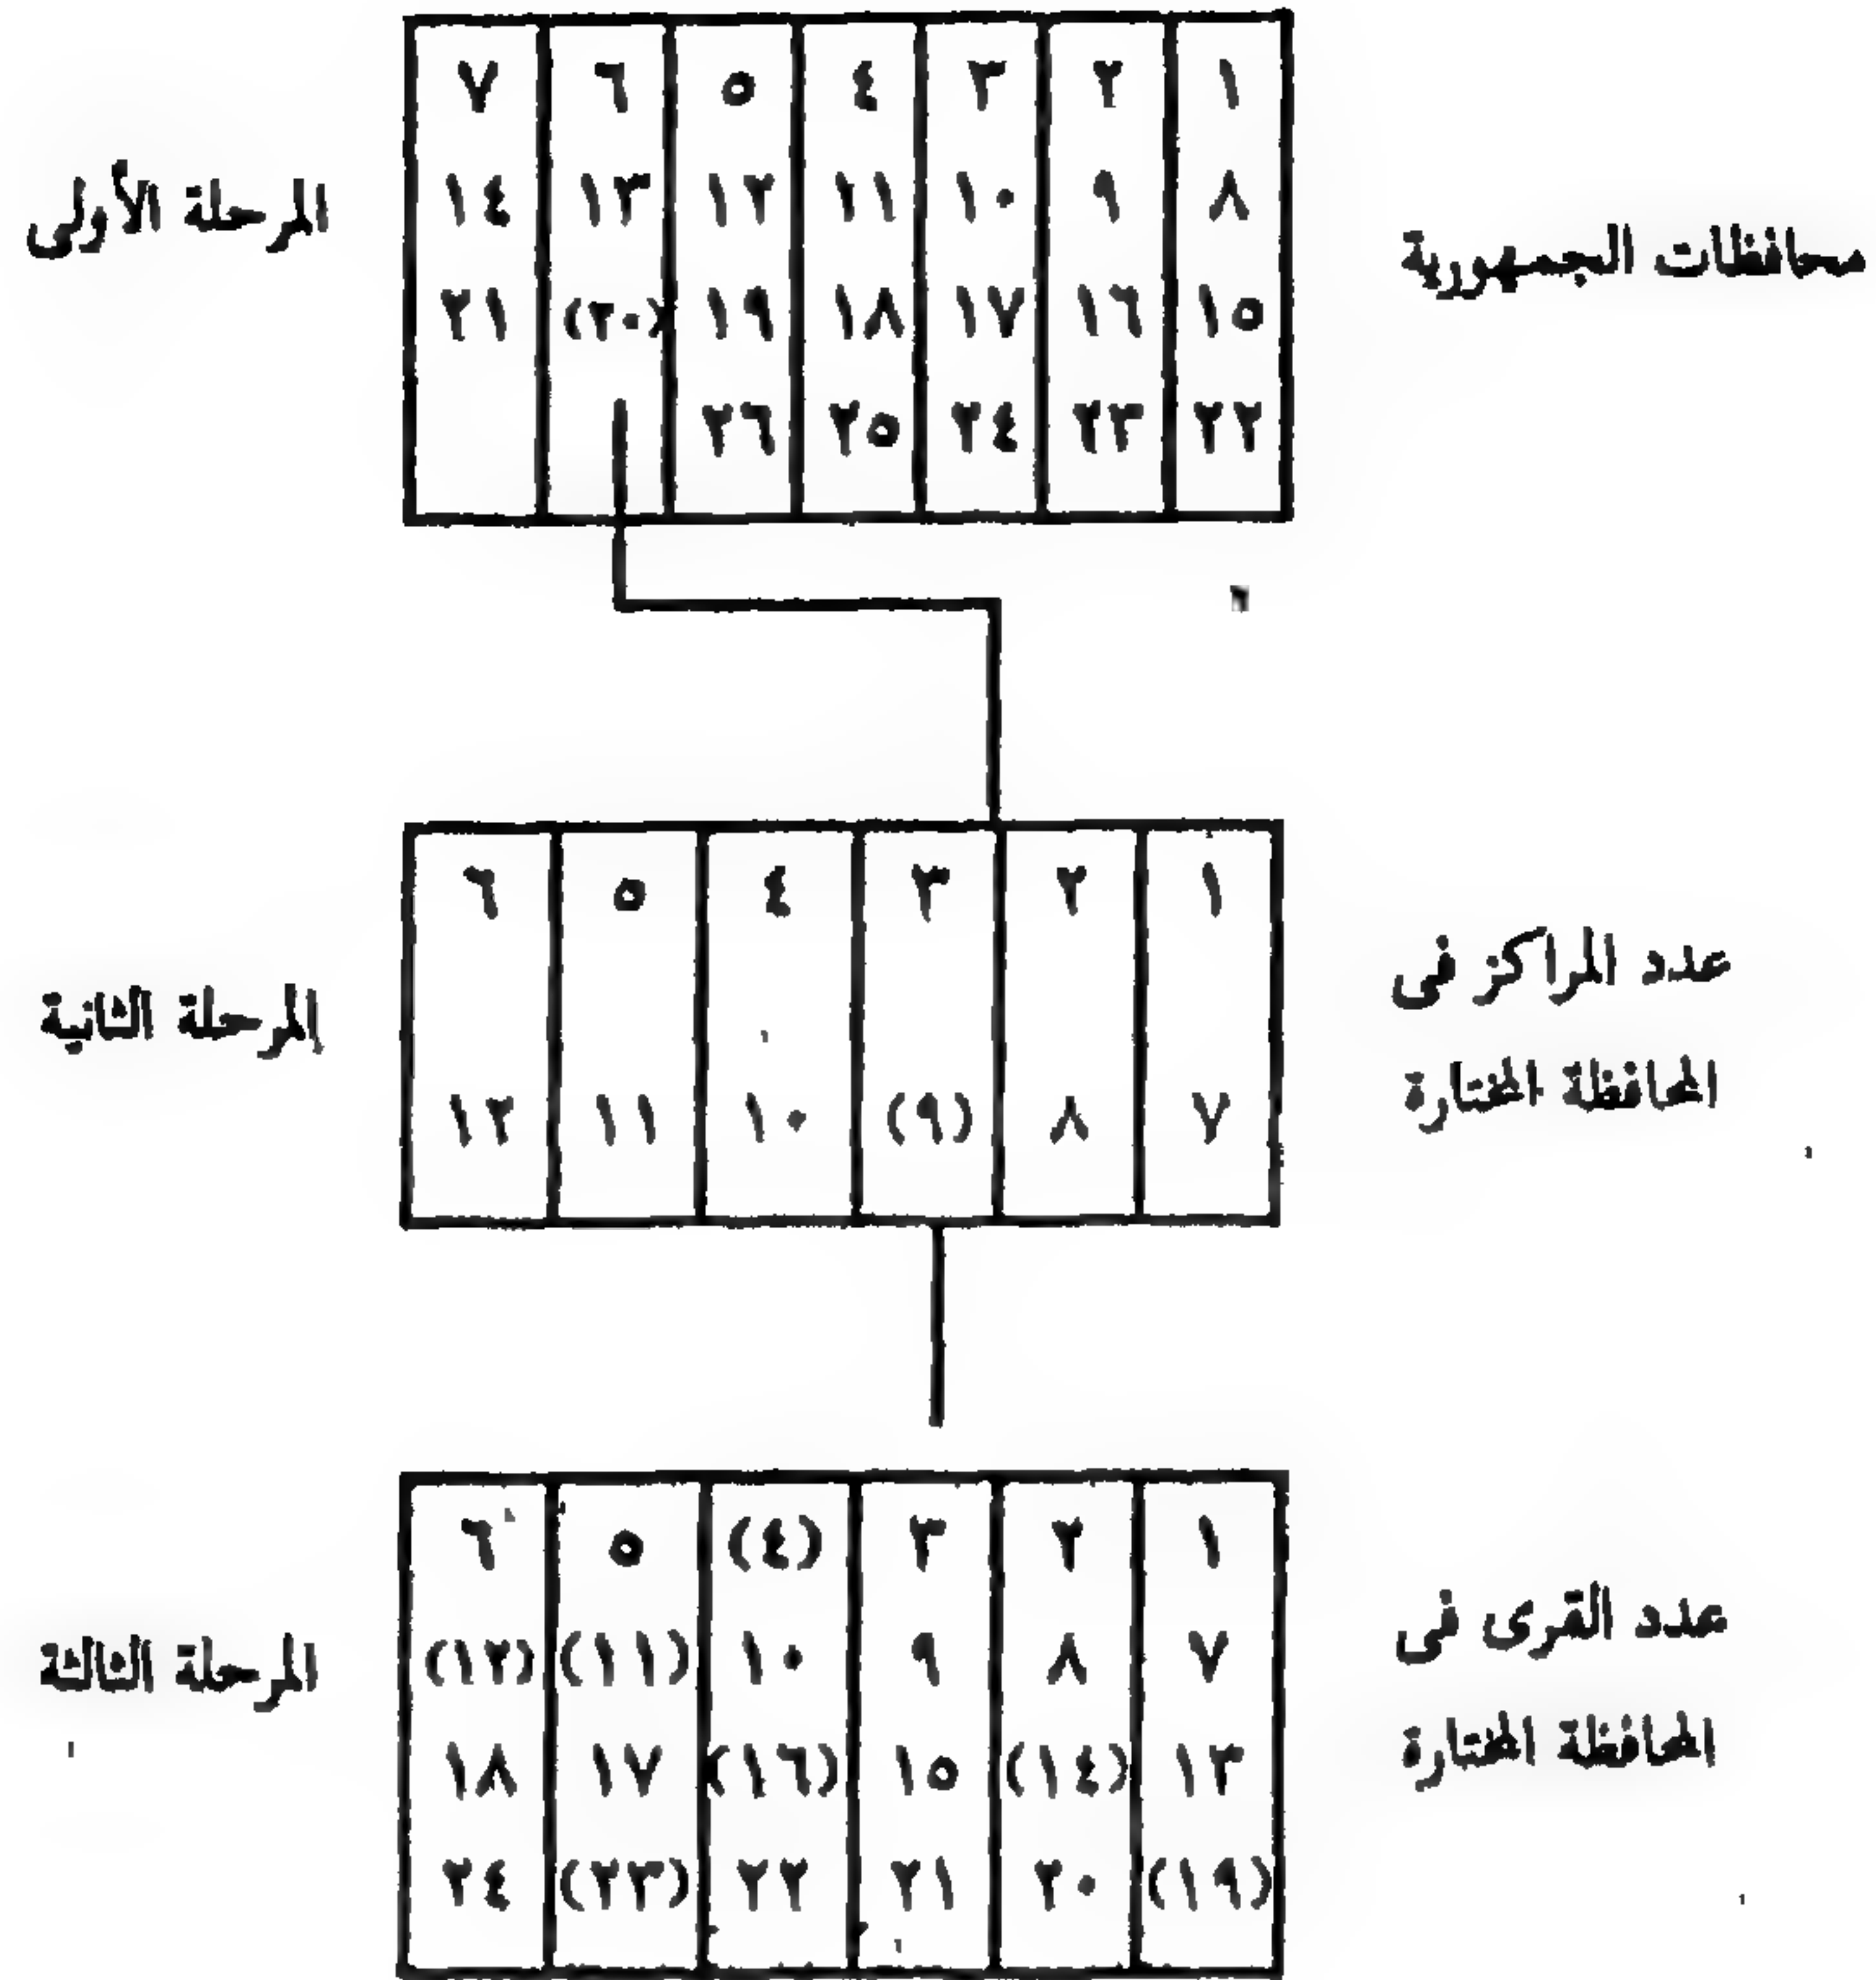 محافظات الجمهورية
المرحلة الأولى
١ ٢ ٣ ٤ ٥ ٦ ٧
٨ ٩ ١٠ ١١ ١٢ ١٣ ١٤
١٥ ١٦ ١٧ ١٨ ١٩ (٢٠) ٢١
٢٢ ٢٣ ٢٤ ٢٥ ٢٦
عدد المراكز فى
المحافظة المختارة
المرحلة الثانية
١ ٢ ٣ ٤ ٥ ٦
٧ ٨ (٩) ١٠ ١١ ١٢
عدد القرى فى
المحافظة المختارة
المرحلة الثالثة
١ ٢ ٣ (٤) ٥ ٦
٧ ٨ ٩ ١٠ (١١) (١٢)
١٣ (١٤) ١٥ (١٦) ١٧ ١٨
(١٩) ٢٠ ٢١ ٢٢ (٢٣) ٢٤